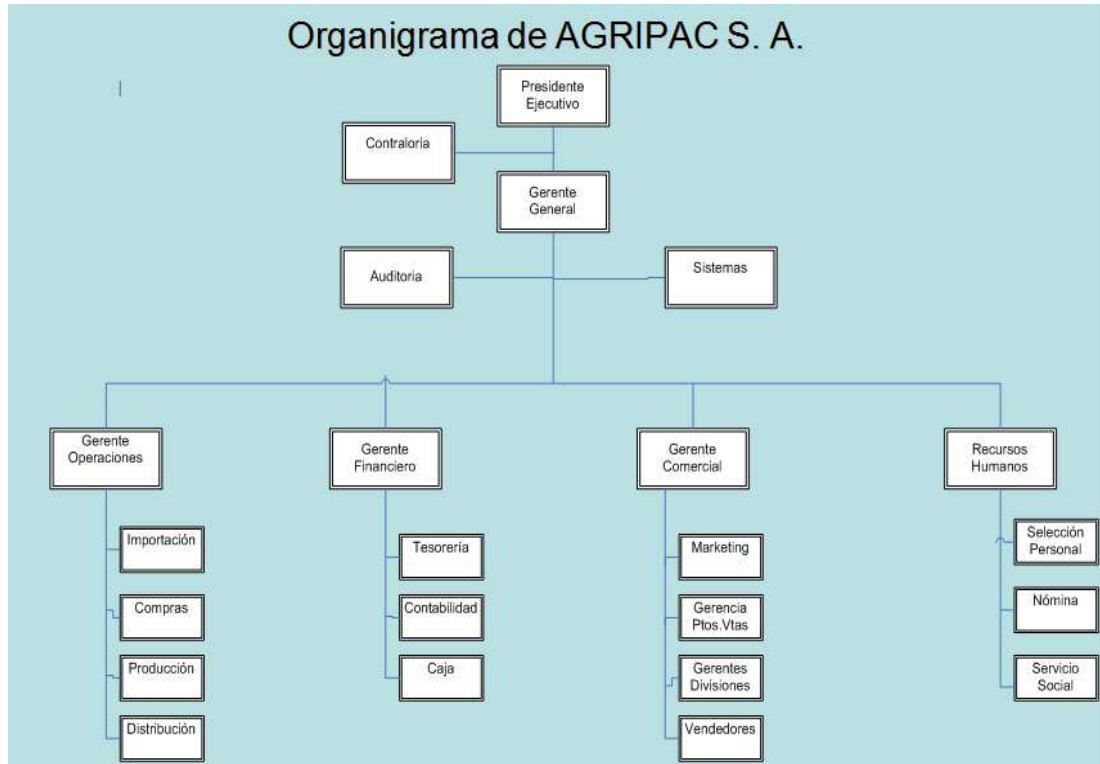 Organigrama de AGRIPAC S. A.
Presidente
Ejecutivo
Contraloria
Gerente
General
Auditoria
Sistemas
Gerente
Operaciones
Gerente
Financiero
Gerente
Comercial
Recursos
Humanos
Importación
Compras
Producción
Distribución
Tesorería
Contabilidad
Caja
Marketing
Gerencia
Ptos.Vtas
Gerentes
Divisiones
Vendedores
Selección
Personal
Nómina
Servicio
Social